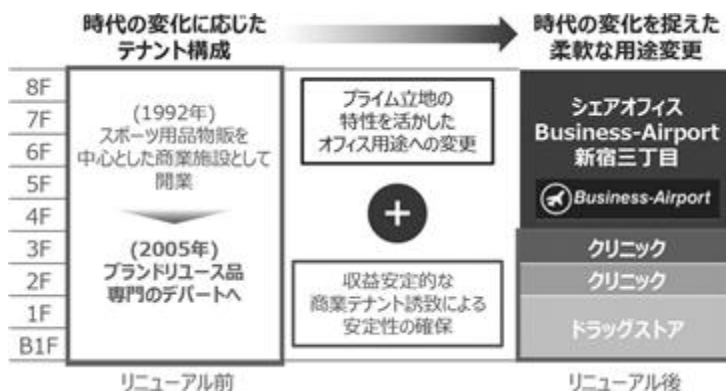 時代の変化に応じた
テナント構成
時代の変化を捉えた
柔軟な用途変更
8F
7F
6F
5F
4F
3F
2F
1F
B1F
(1992年)
スポーツ用品物販を
中心とした商業施設として
開業
(2005年)
ブランドリユース品
専門のデパートへ
プライム立地の
特性を活かした
オフィス用途への変更
+
収益安定的な
商業テナント誘致による
安定性の確保
シェアオフィス
Business-Airport
新宿三丁目
Business-Airport
クリニック
クリニック
ドラッグストア
リニューアル前
リニューアル後